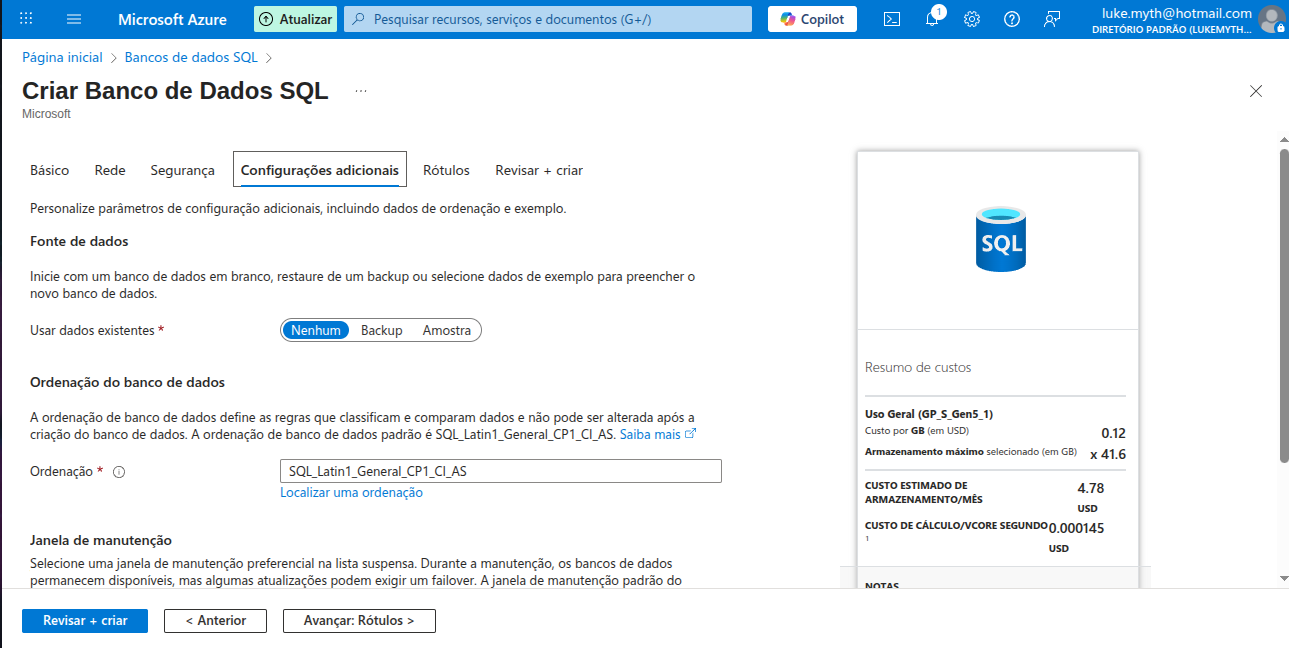 Microsoft Azure
Atualizar
Pesquisar recursos, serviços e documentos (G+/)
Copilot
1
luke.myth@hotmail.com
DIRETÓRIO PADRÃO (LUKEMYTH...
Página inicial > Bancos de dados SQL >
Criar Banco de Dados SQL ...
Microsoft
Básico Rede Segurança Configurações adicionais Rótulos Revisar + criar
Personalize parâmetros de configuração adicionais, incluindo dados de ordenação e exemplo.
Fonte de dados
Inicie com um banco de dados em branco, restaure de um backup ou selecione dados de exemplo para preencher o
novo banco de dados.
Usar dados existentes *
Nenhum Backup Amostra
Ordenação do banco de dados
A ordenação de banco de dados define as regras que classificam e comparam dados e não pode ser alterada após a
criação do banco de dados. A ordenação de banco de dados padrão é SQL_Latin1_General_CP1_CI_AS. Saiba mais
Ordenação *
SQL_Latin1_General_CP1_CI_AS
Localizar uma ordenação
Janela de manutenção
Selecione uma janela de manutenção preferencial na lista suspensa. Durante a manutenção, os bancos de dados
permanecem disponíveis, mas algumas atualizações podem exigir um failover. A janela de manutenção padrão do
SQL
Resumo de custos
Uso Geral (GP_S_Gen5_1)
Custo por GB (em USD) 0.12
Armazenamento máximo selecionado (em GB) x 41.6
CUSTO ESTIMADO DE
ARMAZENAMENTO/MÊS
4.78
USD
CUSTO DE CÁLCULO/VCORE SEGUNDO
1
0.000145
USD
NOTAS
Revisar + criar
< Anterior
Avançar: Rótulos >